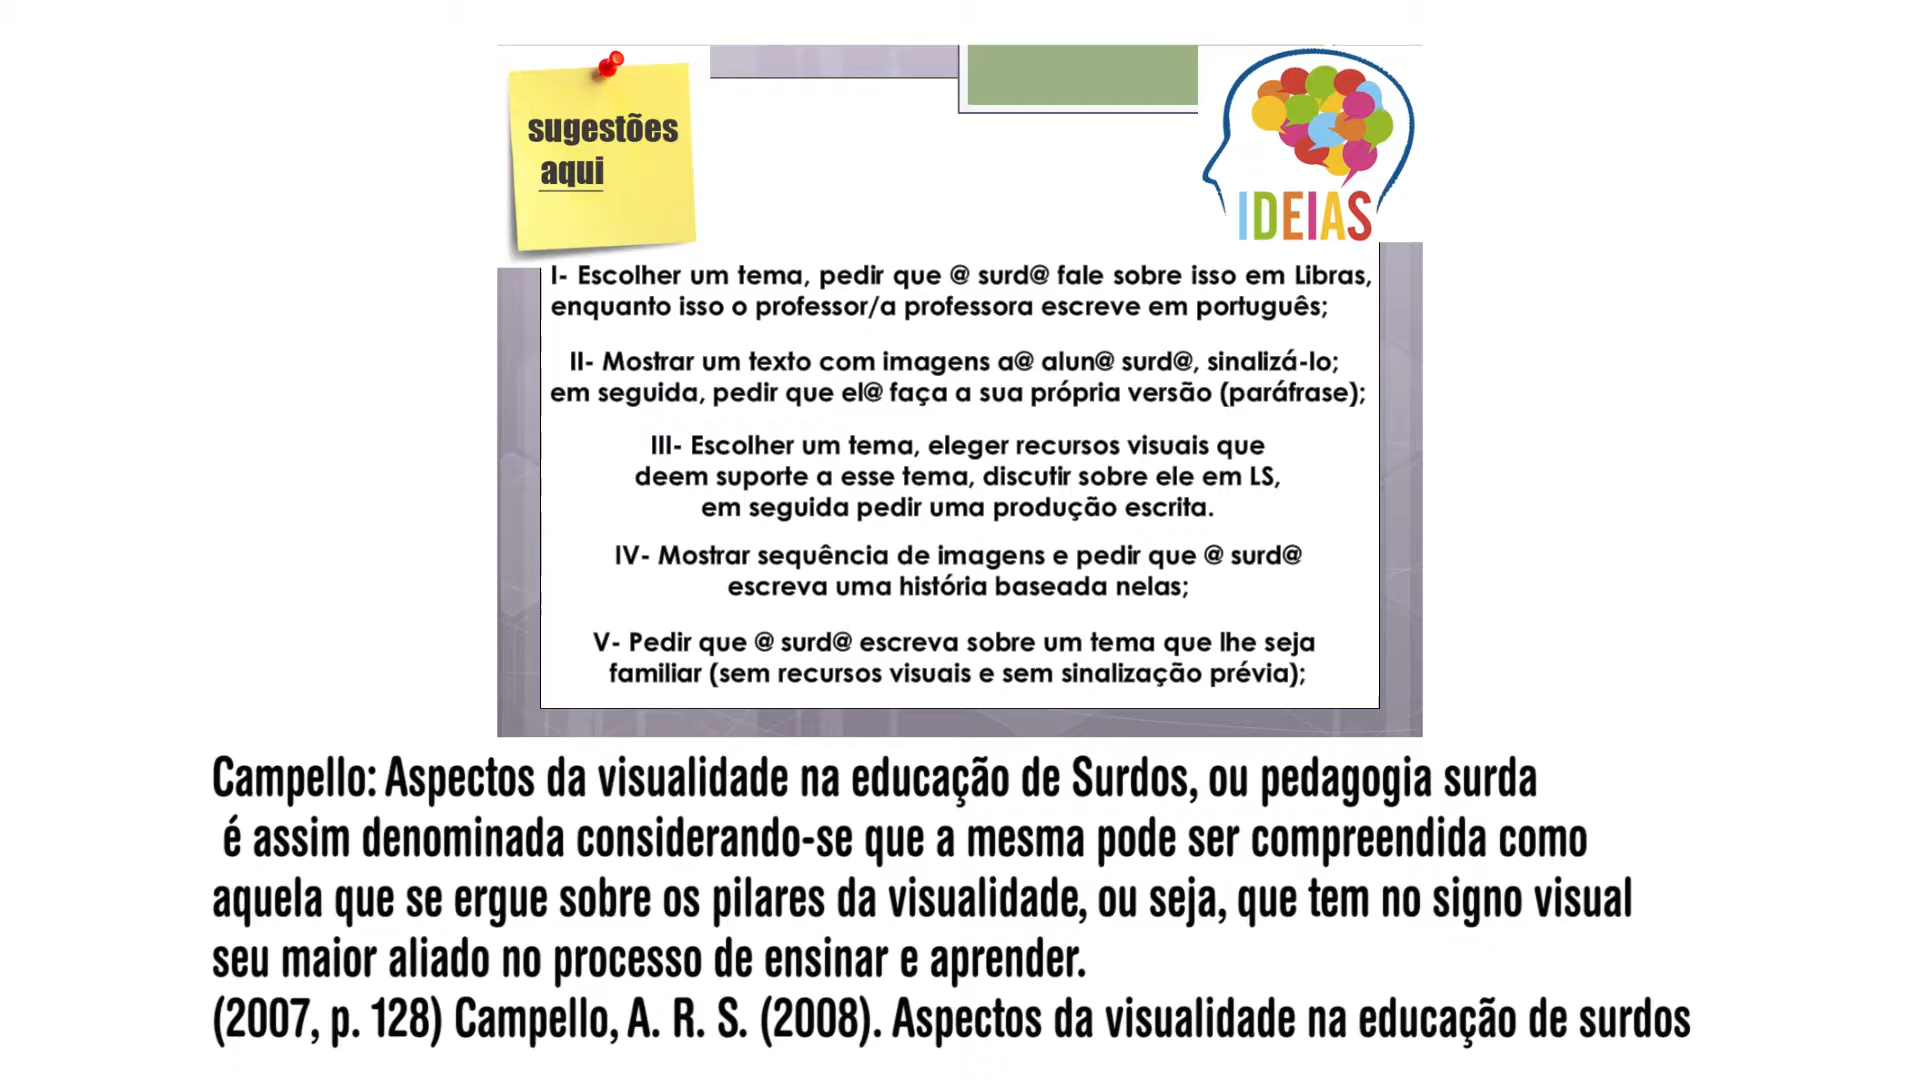 sugestões
aqui
IDEIAS
I- Escolher um tema, pedir que @ surd@ fale sobre isso em Libras,
enquanto isso o professor/a professora escreve em português;
II- Mostrar um texto com imagens a@ alun@ surd@, sinalizá-lo;
em seguida, pedir que el@ faça a sua própria versão (paráfrase);
III- Escolher um tema, eleger recursos visuais que
deem suporte a esse tema, discutir sobre ele em LS,
em seguida pedir uma produção escrita.
IV- Mostrar sequência de imagens e pedir que @ surd@
escreva uma história baseada nelas;
V- Pedir que @ surd@ escreva sobre um tema que lhe seja
familiar (sem recursos visuais e sem sinalização prévia);
Campello: Aspectos da visualidade na educação de Surdos, ou pedagogia surda
é assim denominada considerando-se que a mesma pode ser compreendida como
aquela que se ergue sobre os pilares da visualidade, ou seja, que tem no signo visual
seu maior aliado no processo de ensinar e aprender.
(2007, p. 128) Campello, A. R. S. (2008). Aspectos da visualidade na educação de surdos